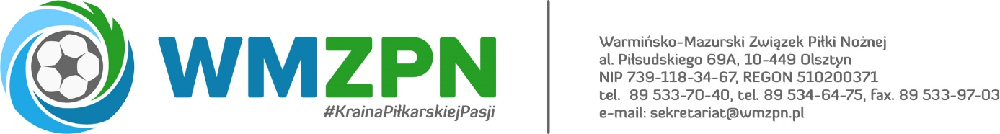 WMZPN
#KrainaPiłkarskiejPasji
Warmińsko-Mazurski Związek Piłki Nożnej
al. Piłsudskiego 69A, 10-449 Olsztyn
NIP 739-118-34-67, REGON 510200371
tel. 89 533-70-40, tel. 89 534-64-75, fax. 89 533-97-03
e-mail: sekretariat@wmzpn.pl